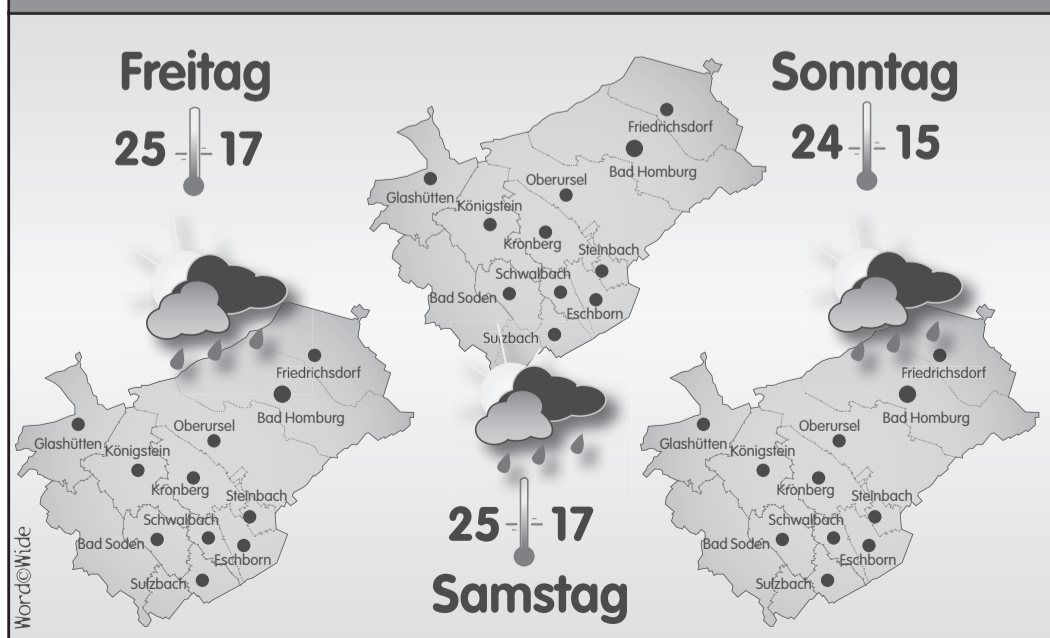 Freitag
25 17
Glashütten
Königstein
Oberursel
Friedrichsdorf
Bad Homburg
Kronberg
Steinbach
Schwalbach
Bad Soden
Eschborn
Sulzbach
Friedrichsdorf
Bad Homburg
Oberursel
Glashütten
Königstein
Kronberg
Steinbach
Schwalbach
Bad Soden
Eschborn
Sulzbach
25 17
Samstag
Sonntag
24 15
Friedrichsdorf
Bad Homburg
Oberursel
Glashütten
Königstein
Kronberg
Steinbach
Schwalbach
Bad Soden
Eschborn
Sulzbach
Word©Wide